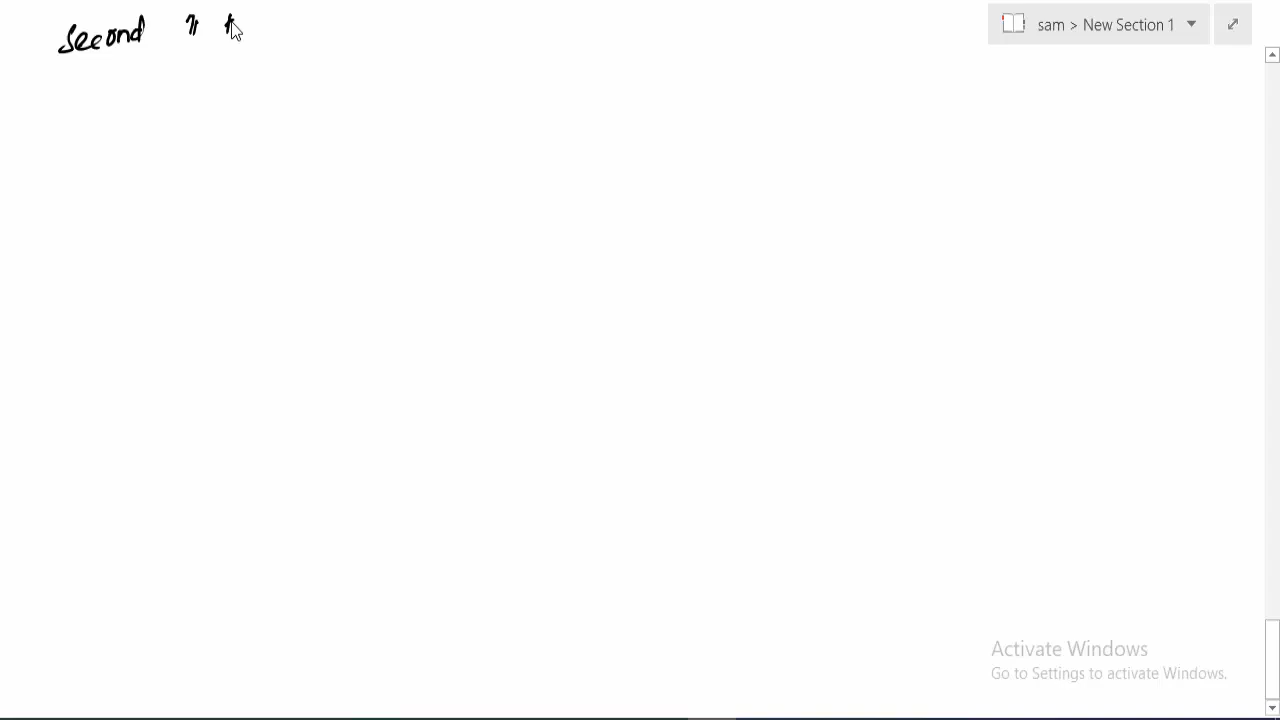 second
sam > New Section 1
Activate Windows
Go to Settings to activate Windows.